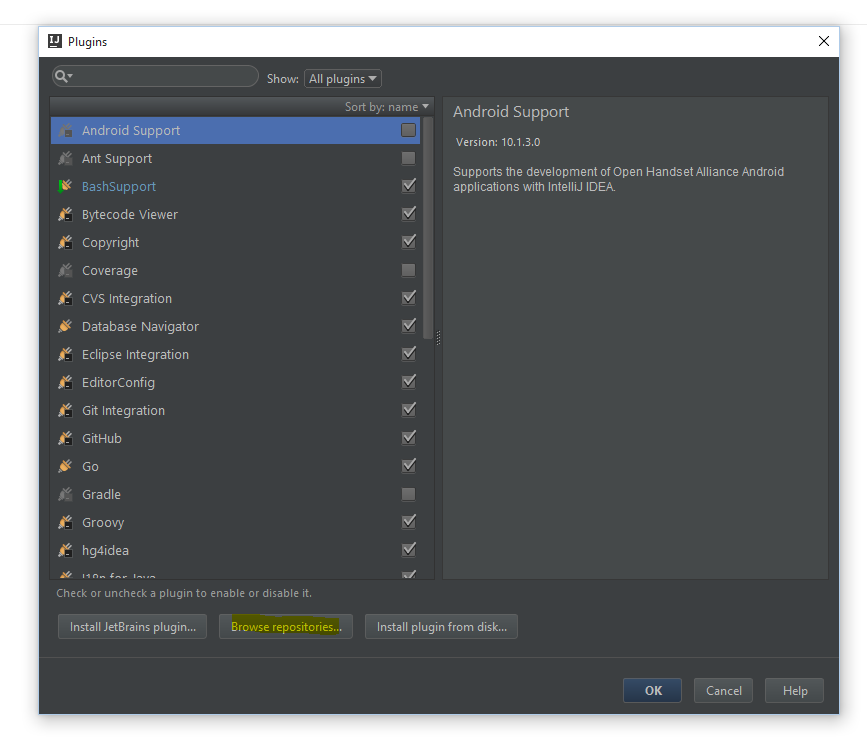 Plugins
Show: All plugins
Sort by: name
Android Support
Ant Support
BashSupport
Bytecode Viewer
Copyright
Coverage
CVS Integration
Database Navigator
Eclipse Integration
EditorConfig
Git Integration
GitHub
Go
Gradle
Groovy
hg4idea
I18n for Java
Android Support
Version: 10.1.3.0
Supports the development of Open Handset Alliance Android
applications with IntelliJ IDEA.
Check or uncheck a plugin to enable or disable it.
Install JetBrains plugin... Browse repositories... Install plugin from disk...
OK Cancel Help